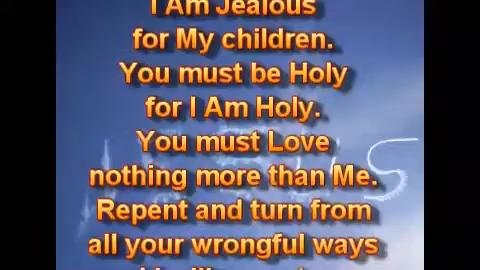 I Am Jealous
for My children.
You must be Holy
for I Am Holy.
You must Love
nothing more than Me.
Repent and turn from
all your wrongful ways